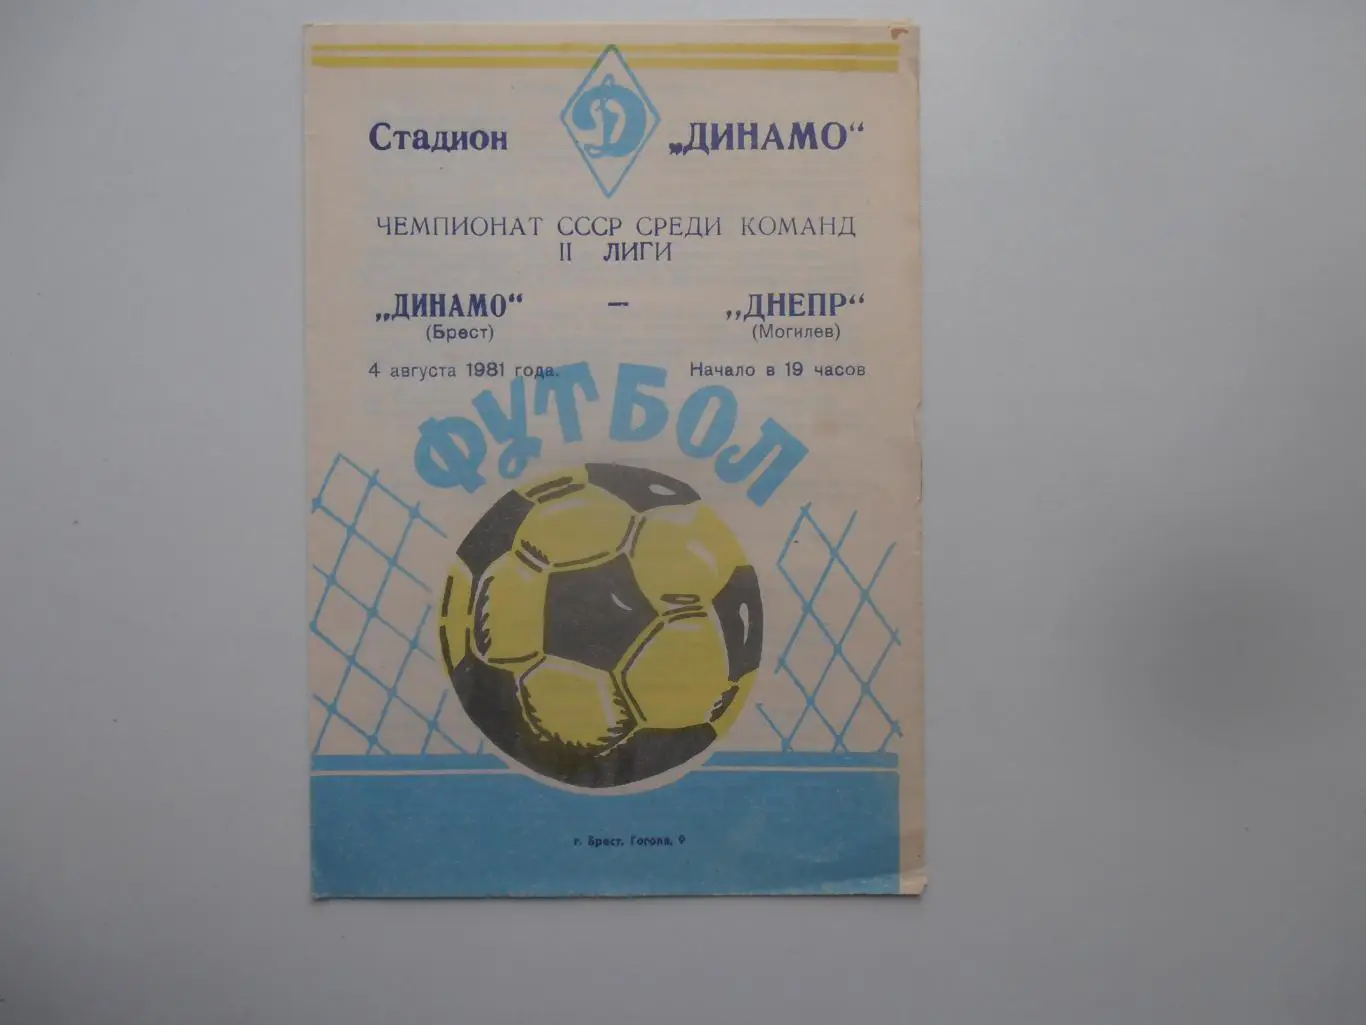 Стадион Д „ДИНАМО“
ЧЕМПИОНАТ СССР СРЕДИ КОМАНД
II ЛИГИ
„ДИНАМО“ — „ДНЕПР“
(Брест) (Могилев)
4 августа 1981 года. Начало в 19 часов
ФУТБОЛ
г. Брест, Гоголя, 9